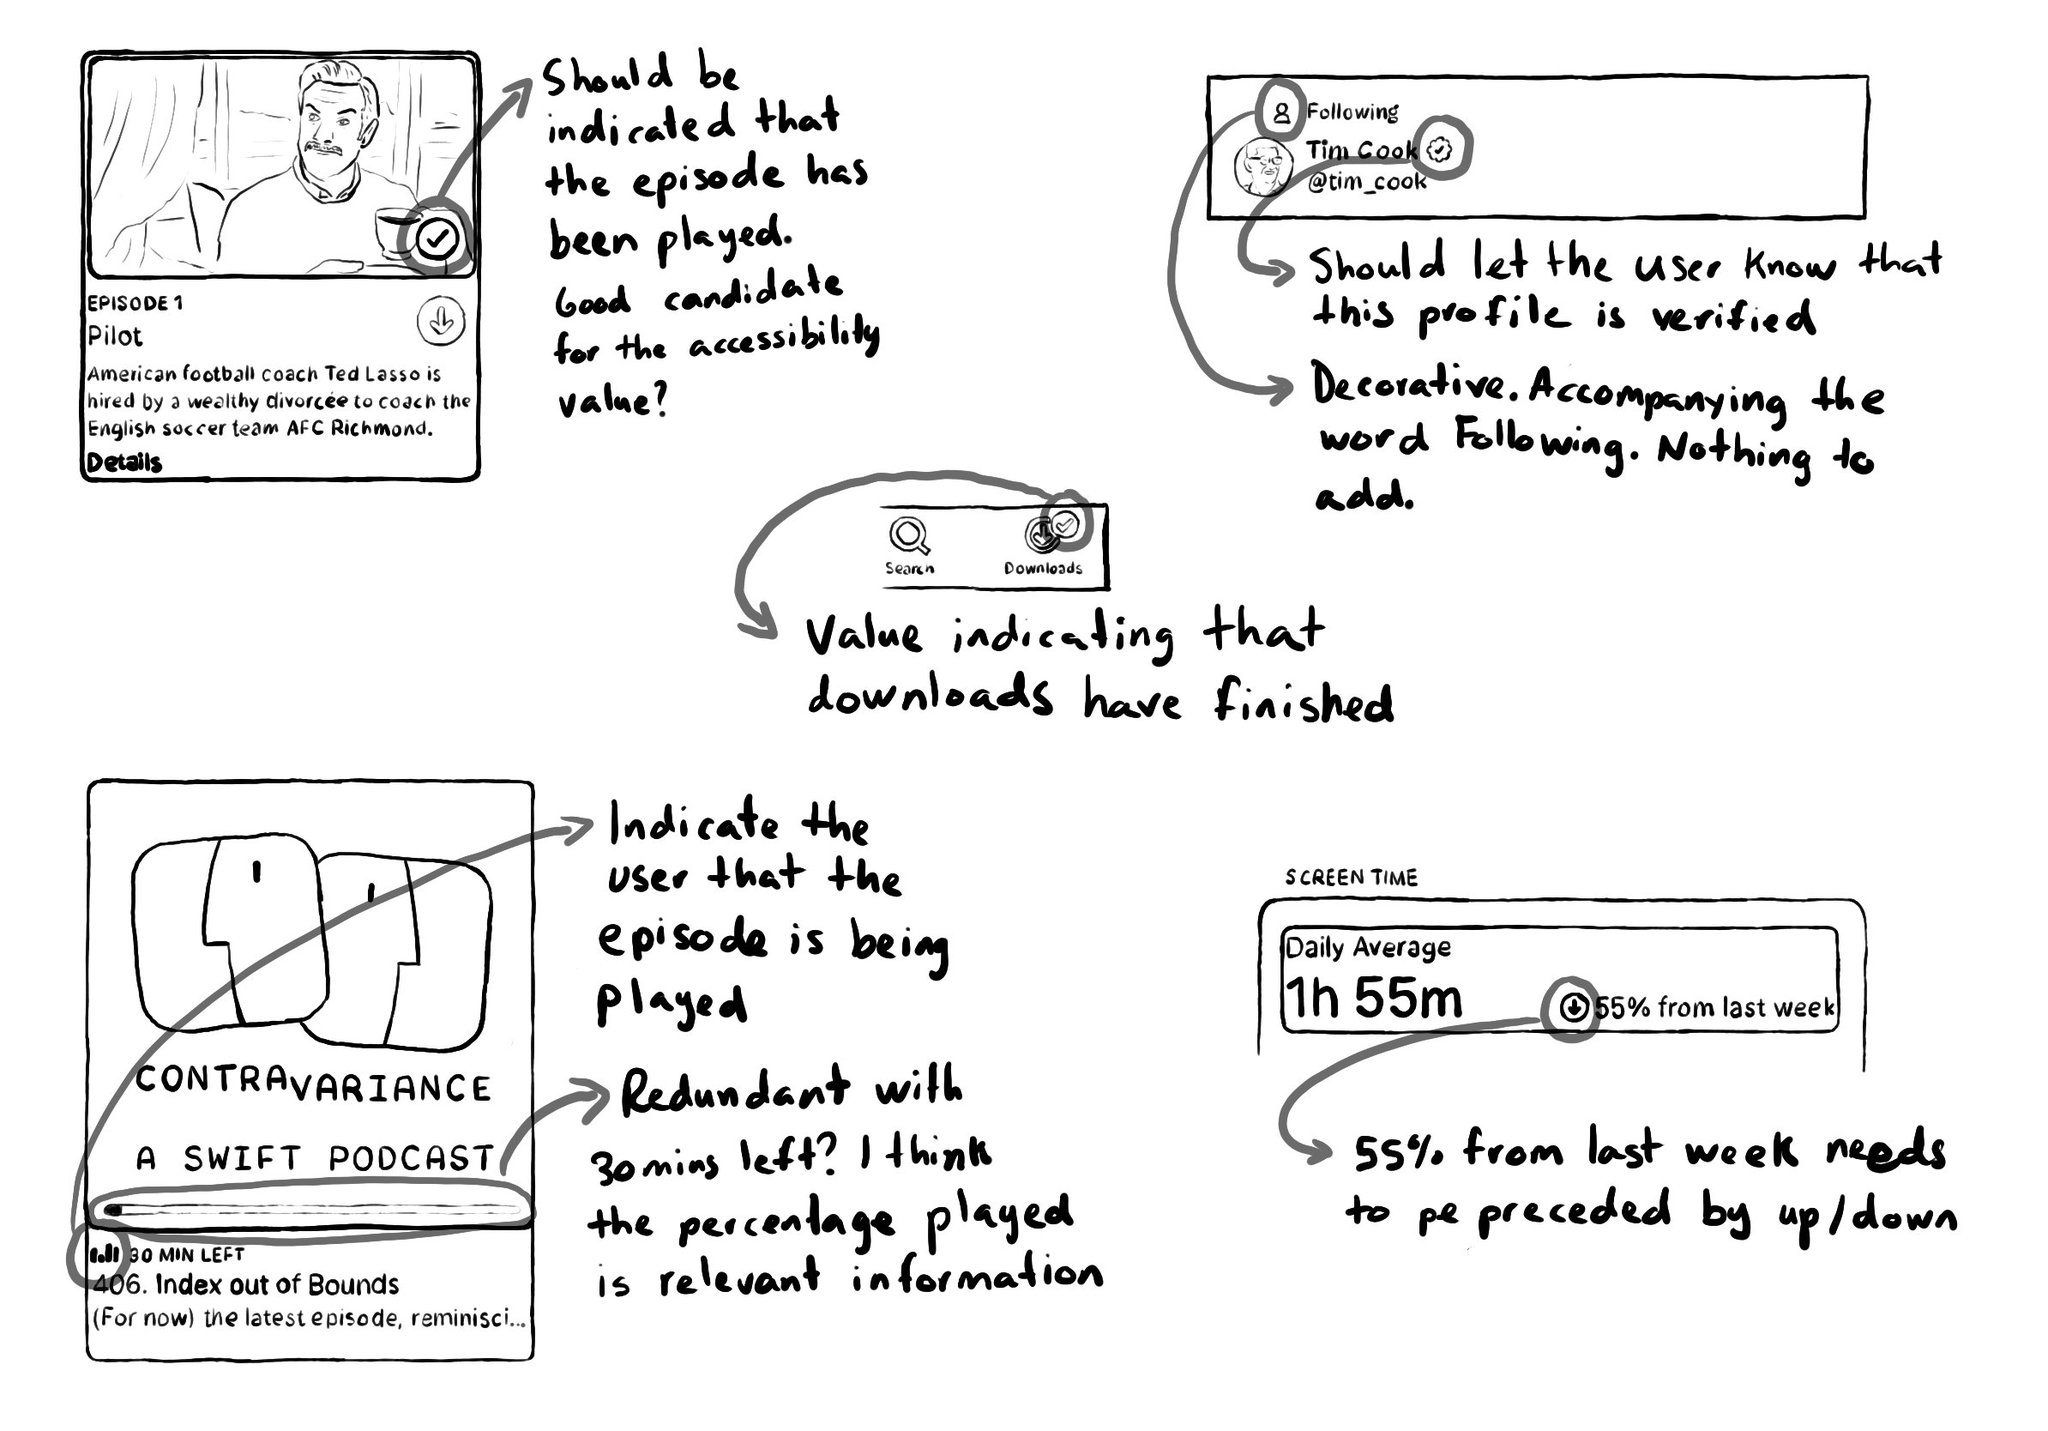 EPISODE 1
Pilot
American football coach Ted Lasso is
hired by a wealthy divorcée to coach the
English soccer team AFC Richmond.
Details
Should be
indicated that
the episode has
been played.
Good candidate
for the accessibility
value?
Following
Tim Cook
@tim_cook
Should let the user know that
this profile is verified
Decorative. Accompanying the
word Following. Nothing to
add.
Search
Downloads
Value indicating that
downloads have finished
CONTRAVARIANCE
A SWIFT PODCAST
30 MIN LEFT
406. Index out of Bounds
(For now) the latest episode, reminisci...
Indicate the
user that the
episode is being
played
Redundant with
30mins left? I think
the percentage played
is relevant information
SCREEN TIME
Daily Average
1h 55m
55% from last week
55% from last week needs
to pe preceded by up/down